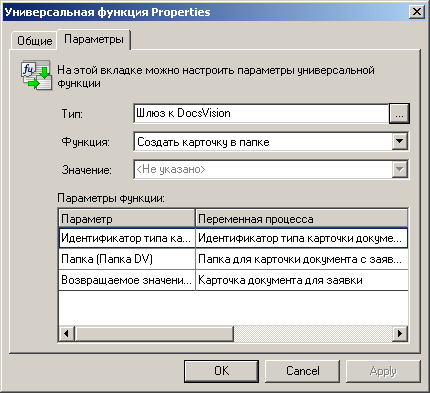 Универсальная функция Properties
Общие
Параметры
На этой вкладке можно настроить параметры универсальной
функции
Тип:
Шлюз к DocsVision
...
Функция:
Создать карточку в папке
Значение:
<Не указано>
Параметры функции:
Параметр
Переменная процесса
Идентификатор типа ка...
Идентификатор типа карточки докуме...
Папка (Папка DV)
Папка для карточки документа с заяв...
Возвращаемое значени...
Карточка документа для заявки
OK
Cancel
Apply